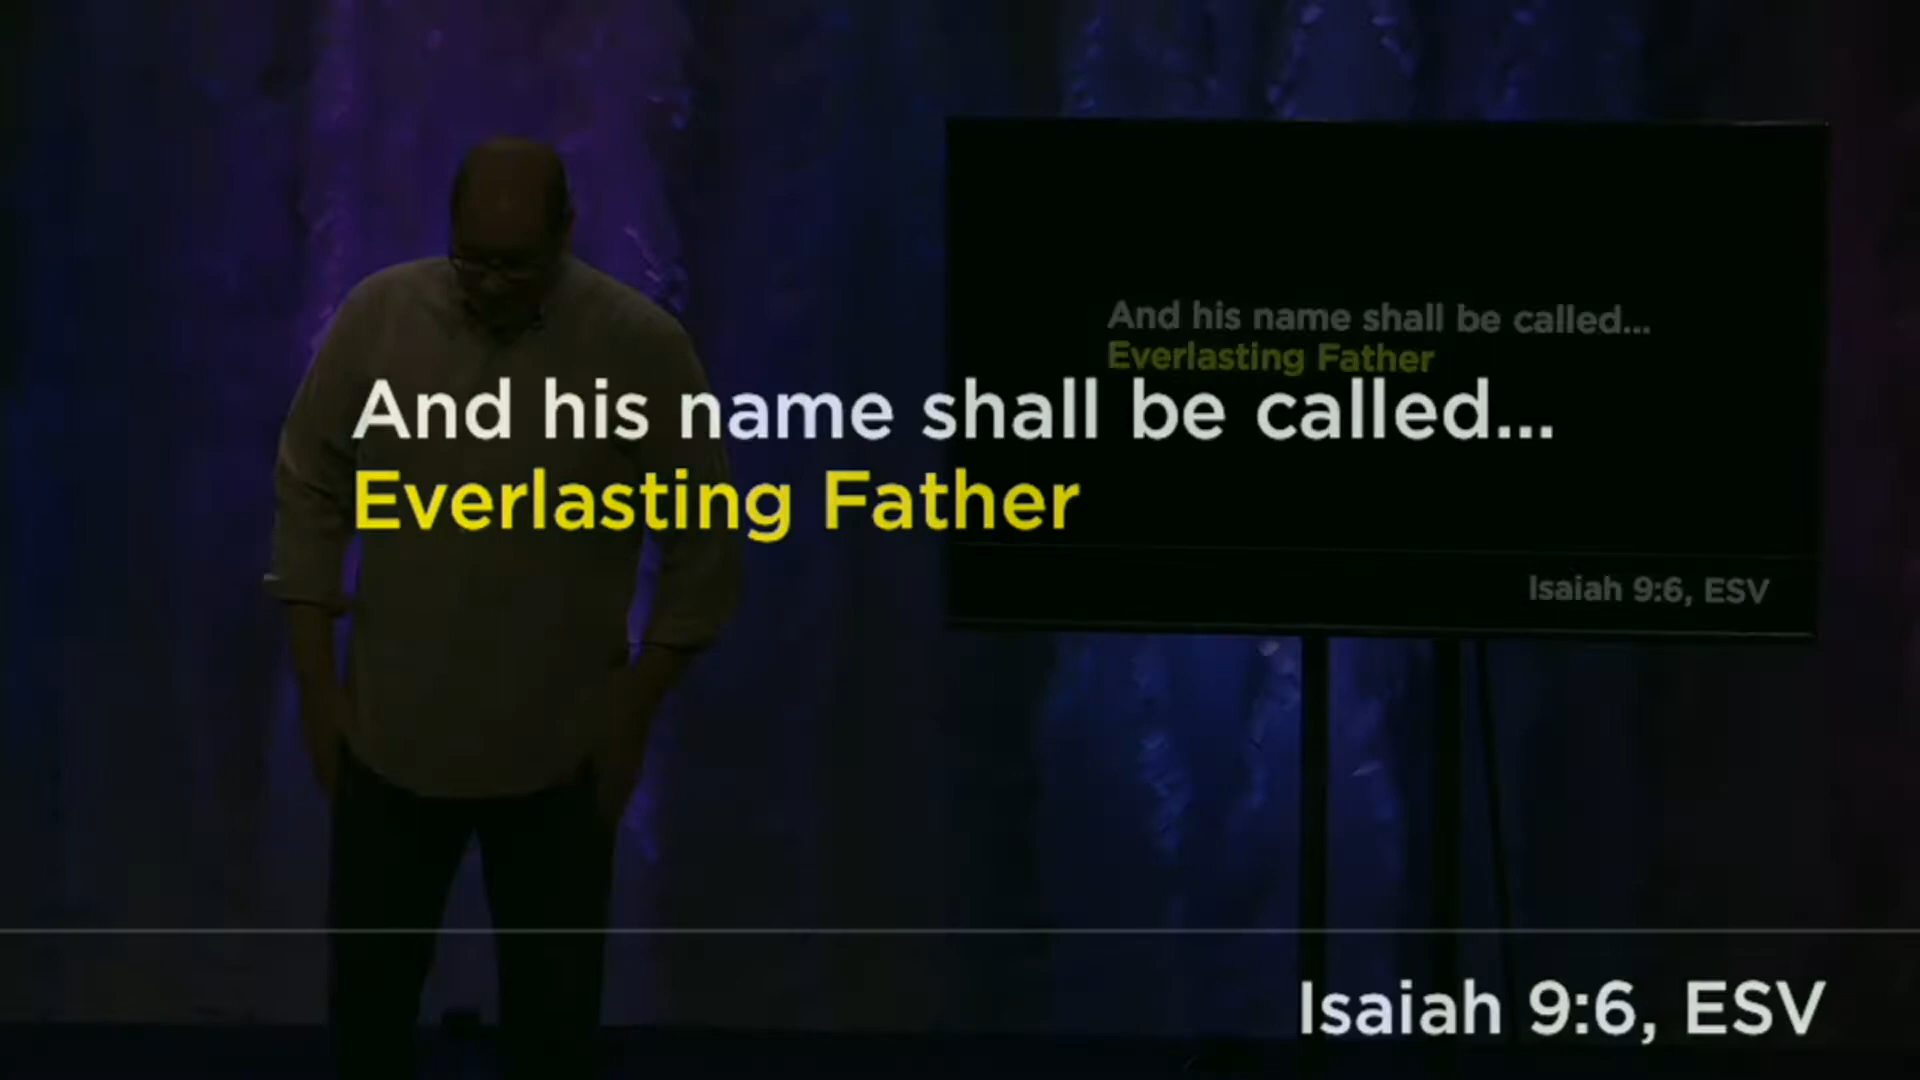 And his name shall be called...
Everlasting Father
Isaiah 9:6, ESV
And his name shall be called...
Everlasting Father
Isaiah 9:6, ESV